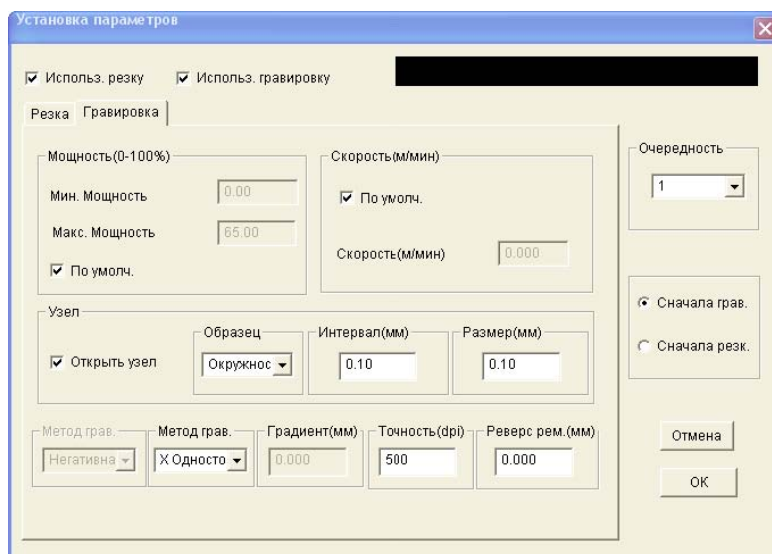 Установка параметров
Использ. резку Использ. гравировку
Резка Гравировка
Мощность(0-100%)
Мин. Мощность 0.00
Макс. Мощность 65.00
По умолч.
Скорость(м/мин)
По умолч.
Скорость(м/мин) 0.000
Очередность
1
Узел
Открыть узел
Образец
Окружнос
Интервал(мм)
0.10
Размер(мм)
0.10
Сначала грав.
Сначала резк.
Метод грав.
Негативна
Метод грав.
X Односто
Градиент(мм)
0.000
Точность(dpi)
500
Реверс рем.(мм)
0.000
Отмена
OK